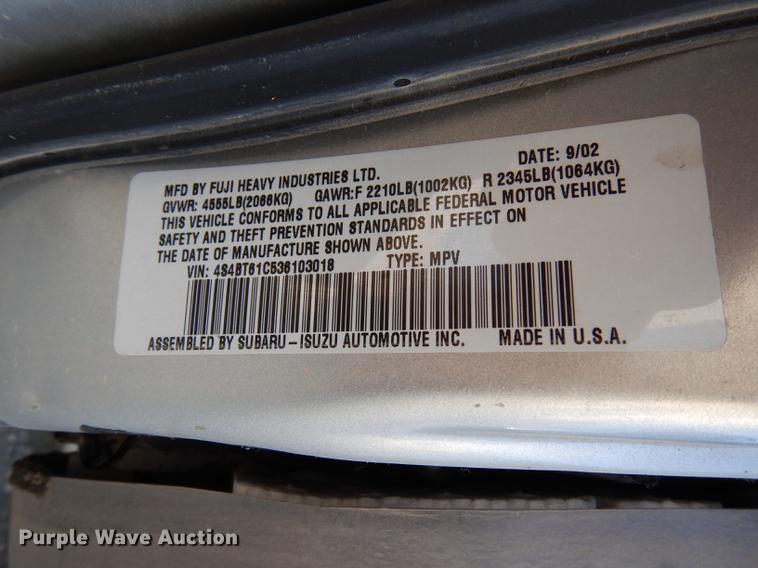 MFD BY FUJI HEAVY INDUSTRIES LTD. DATE: 9/02
GVWR: 4555LB(2066KG) GAWR:F 2210LB(1002KG) R 2345LB(1064KG)
THIS VEHICLE CONFORMS TO ALL APPLICABLE FEDERAL MOTOR VEHICLE
SAFETY AND THEFT PREVENTION STANDARDS IN EFFECT ON
THE DATE OF MANUFACTURE SHOWN ABOVE.
VIN: 4S4BT61C536103018 TYPE: MPV
ASSEMBLED BY SUBARU-ISUZU AUTOMOTIVE INC. MADE IN U.S.A.
Purple Wave Auction